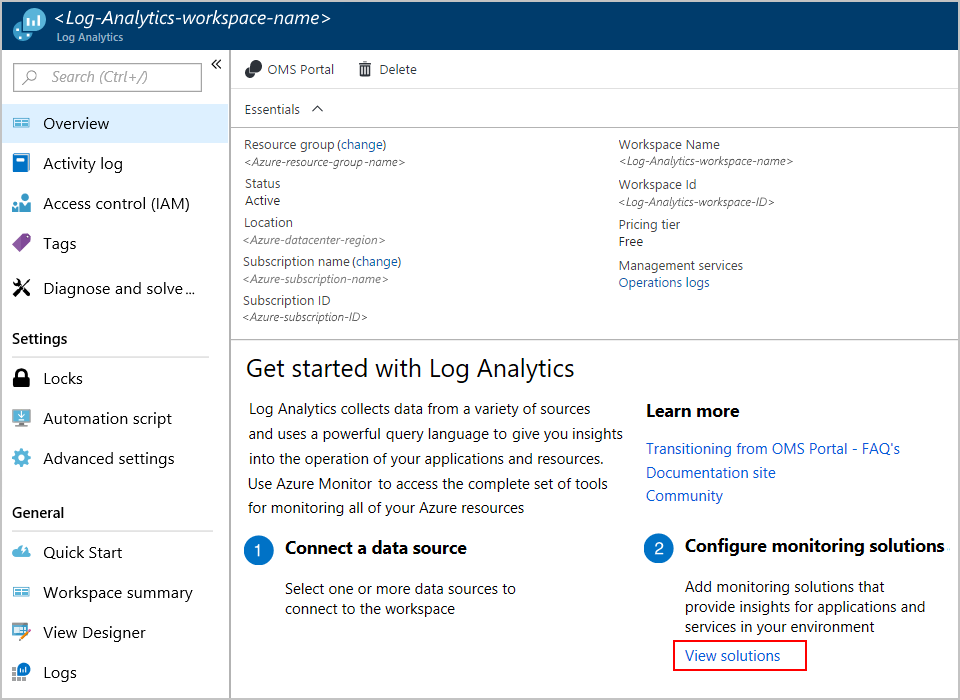 <Log-Analytics-workspace-name>
Log Analytics
Search (Ctrl+/)
«
Overview
Activity log
Access control (IAM)
Tags
Diagnose and solve...
Settings
Locks
Automation script
Advanced settings
General
Quick Start
Workspace summary
View Designer
Logs
OMS Portal
Delete
Essentials
Resource group (change)
<Azure-resource-group-name>
Status
Active
Location
<Azure-datacenter-region>
Subscription name (change)
<Azure-subscription-name>
Subscription ID
<Azure-subscription-ID>
Workspace Name
<Log-Analytics-workspace-name>
Workspace Id
<Log-Analytics-workspace-ID>
Pricing tier
Free
Management services
Operations logs
Get started with Log Analytics
Log Analytics collects data from a variety of sources
and uses a powerful query language to give you insights
into the operation of your applications and resources.
Use Azure Monitor to access the complete set of tools
for monitoring all of your Azure resources
Learn more
Transitioning from OMS Portal - FAQ's
Documentation site
Community
1 Connect a data source
Select one or more data sources to
connect to the workspace
2 Configure monitoring solutions
Add monitoring solutions that
provide insights for applications and
services in your environment
View solutions